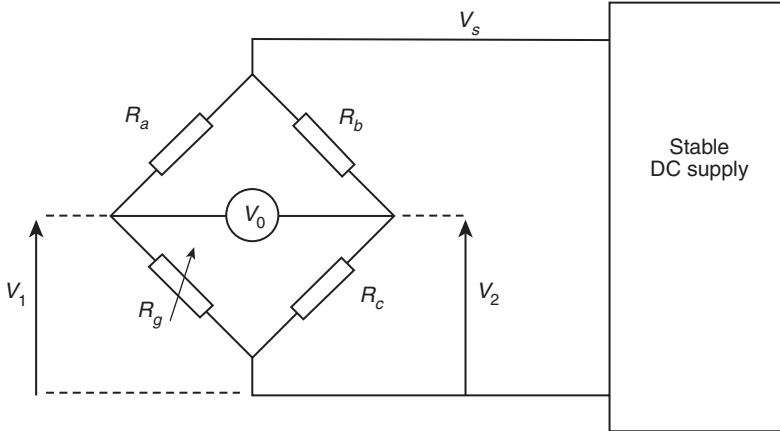 V_s
R_a
R_b
Stable
DC supply
V_0
V_1
R_g
R_c
V_2